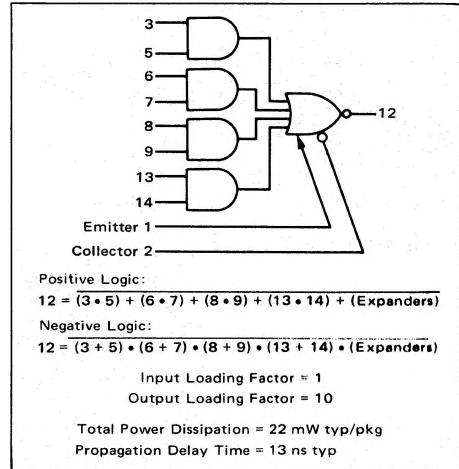 3
5
6
7
8
9
13
14
12
Emitter 1
Collector 2
Positive Logic:
12 = (3 • 5) + (6 • 7) + (8 • 9) + (13 • 14) + (Expanders)
Negative Logic:
12 = (3 + 5) • (6 + 7) • (8 + 9) • (13 + 14) • (Expanders)
Input Loading Factor = 1
Output Loading Factor = 10
Total Power Dissipation = 22 mW typ/pkg
Propagation Delay Time = 13 ns typ